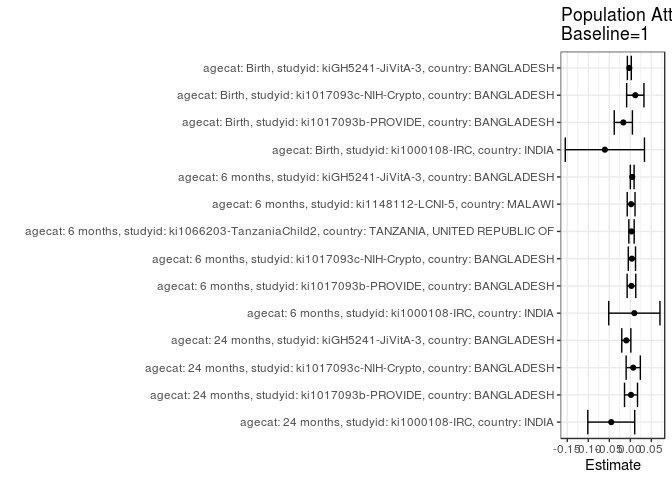 Population Att
Baseline=1
agecat: Birth, studyid: kiGH5241-JiVitA-3, country: BANGLADESH
agecat: Birth, studyid: ki1017093c-NIH-Crypto, country: BANGLADESH
agecat: Birth, studyid: ki1017093b-PROVIDE, country: BANGLADESH
agecat: Birth, studyid: ki1000108-IRC, country: INDIA
agecat: 6 months, studyid: kiGH5241-JiVitA-3, country: BANGLADESH
agecat: 6 months, studyid: ki1148112-LCNI-5, country: MALAWI
agecat: 6 months, studyid: ki1066203-TanzaniaChild2, country: TANZANIA, UNITED REPUBLIC OF
agecat: 6 months, studyid: ki1017093c-NIH-Crypto, country: BANGLADESH
agecat: 6 months, studyid: ki1017093b-PROVIDE, country: BANGLADESH
agecat: 6 months, studyid: ki1000108-IRC, country: INDIA
agecat: 24 months, studyid: kiGH5241-JiVitA-3, country: BANGLADESH
agecat: 24 months, studyid: ki1017093c-NIH-Crypto, country: BANGLADESH
agecat: 24 months, studyid: ki1017093b-PROVIDE, country: BANGLADESH
agecat: 24 months, studyid: ki1000108-IRC, country: INDIA
-0.15 -0.10 -0.05 0.00 0.05
Estimate